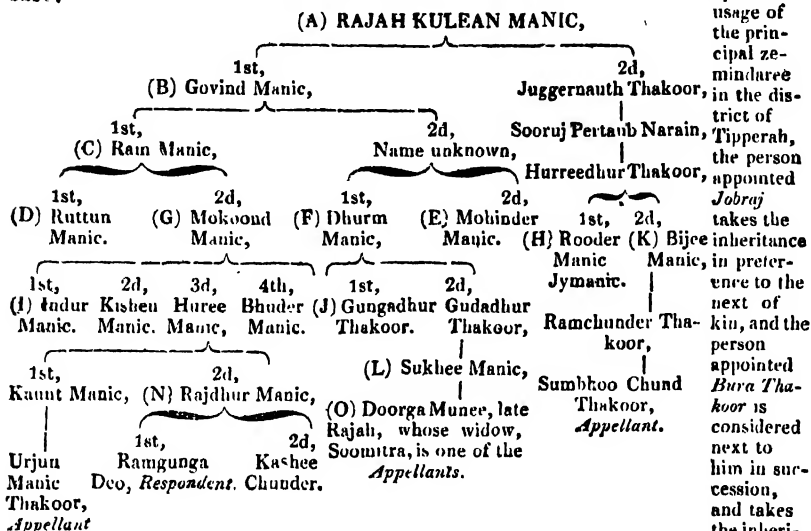 (A) RAJAH KULEAN MANIC,
1st,
(B) Govind Manic,
2d,
Juggernauth Thakoor,
Sooruj Pertaub Narain,
Hurreedhur Thakoor,
1st,
(C) Ram Manic,
2d,
Name unknown,
1st,
(D) Ruttun
Manic.
2d,
(G) Mokoond
Manic,
1st,
(F) Dhurm
Manic,
2d,
(E) Mohinder
Manic.
1st,
(H) Rooder
Manic
Jymanic.
2d,
(K) Bijee
Manic,
Ramchunder Tha-
koor,
Sumbhoo Chund
Thakoor,
Appellant.
1st,
(I) Indur
Manic.
2d,
Kishen
Manic.
3d,
Huree
Manic,
4th,
Bhuder
Manic.
1st,
(J) Gungadhur
Thakoor.
2d,
Gudadhur
Thakoor,
(L) Sukhee Manic,
(O) Doorga Munee, late
Rajah, whose widow,
Soomitra, is one of the
Appellants.
1st,
Kaunt Manic,
2d,
(N) Rajdhur Manic,
Urjun
Manic
Thakoor,
Appellant
1st,
Ramgunga
Deo, Respondent.
2d,
Kashee
Chunder.
usage of
the prin-
cipal ze-
mindaree
in the dis-
trict of
Tipperah,
the person
appointed
Jobraj
takes the
inheritance
in prefer-
ence to the
next of
kin, and the
person
appointed
Bura Tha-
koor is
considered
next to
him in suc-
cession,
and takes